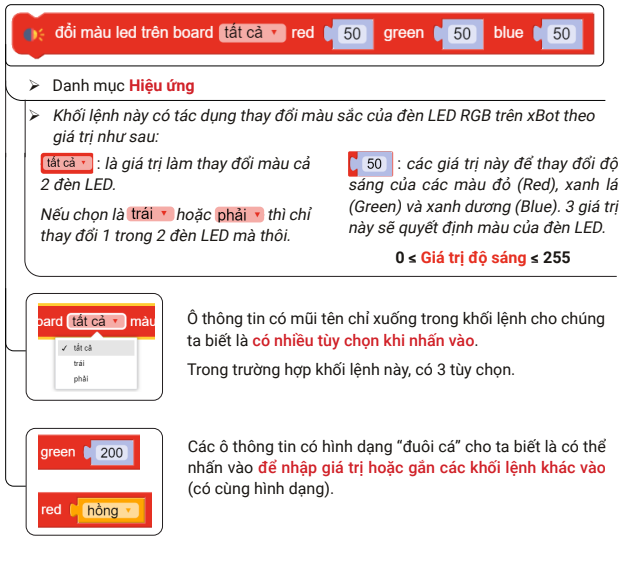 đổi màu led trên board tất cả red 50 green 50 blue 50
➢ Danh mục Hiệu ứng
➢ Khối lệnh này có tác dụng thay đổi màu sắc của đèn LED RGB trên xBot theo
giá trị như sau:
tất cả : là giá trị làm thay đổi màu cả
2 đèn LED.
Nếu chọn là trái hoặc phải thì chỉ
thay đổi 1 trong 2 đèn LED mà thôi.
50 : các giá trị này để thay đổi độ
sáng của các màu đỏ (Red), xanh lá
(Green) và xanh dương (Blue). 3 giá trị
này sẽ quyết định màu của đèn LED.
0 ≤ Giá trị độ sáng ≤ 255
oard tất cả màu
✓ tất cả
trái
phải
Ô thông tin có mũi tên chỉ xuống trong khối lệnh cho chúng
ta biết là có nhiều tùy chọn khi nhấn vào.
Trong trường hợp khối lệnh này, có 3 tùy chọn.
green 200
red hồng
Các ô thông tin có hình dạng “đuôi cá” cho ta biết là có thể
nhấn vào để nhập giá trị hoặc gắn các khối lệnh khác vào
(có cùng hình dạng).